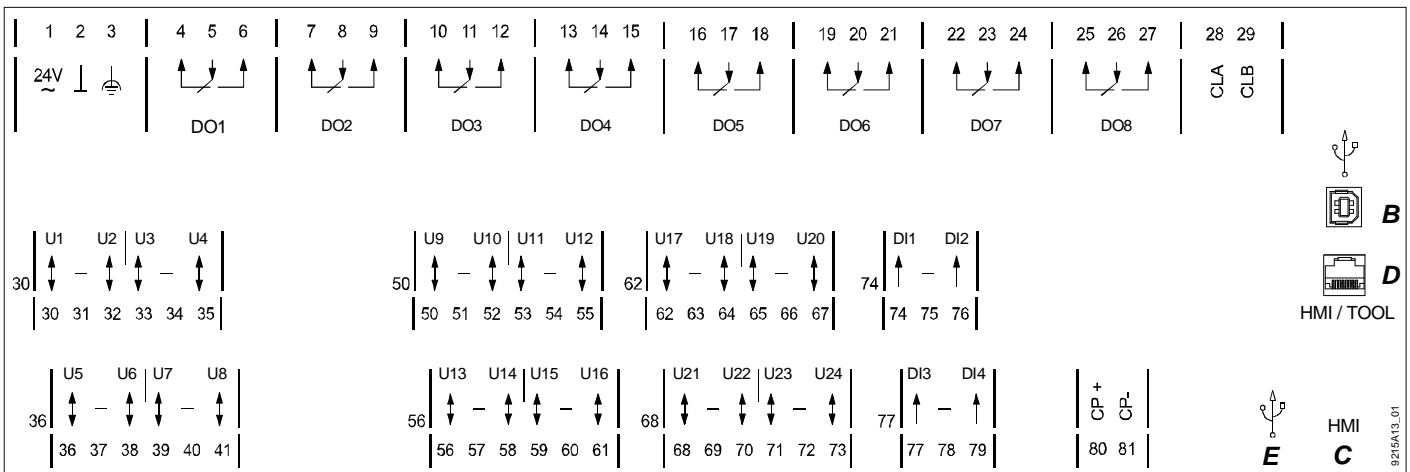 1 2 3 4 5 6 7 8 9 10 11 12 13 14 15 16 17 18 19 20 21 22 23 24 25 26 27 28 29
24V ~ CLA CLB
DO1 DO2 DO3 DO4 DO5 DO6 DO7 DO8
B
U1 U2 U3 U4 U9 U10 U11 U12 U17 U18 U19 U20 DI1 DI2
30 – – 50 – – 62 – – 74 – D
30 31 32 33 34 35 50 51 52 53 54 55 62 63 64 65 66 67 74 75 76 HMI / TOOL
U5 U6 U7 U8 U13 U14 U15 U16 U21 U22 U23 U24 DI3 DI4
36 – – 56 – – 68 – – 77 – CP + CP- HMI
36 37 38 39 40 41 56 57 58 59 60 61 68 69 70 71 72 73 77 78 79 80 81 E C
9215A13_01